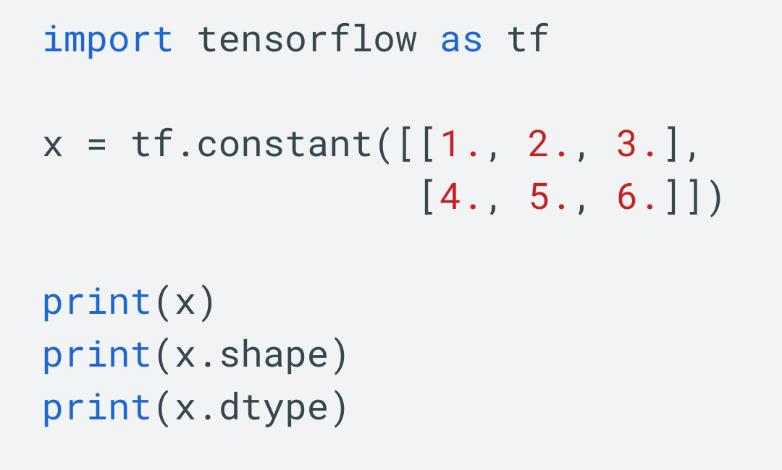 import tensorflow as tf
x = tf.constant([[1., 2., 3.],
[4., 5., 6.]])
print(x)
print(x.shape)
print(x.dtype)